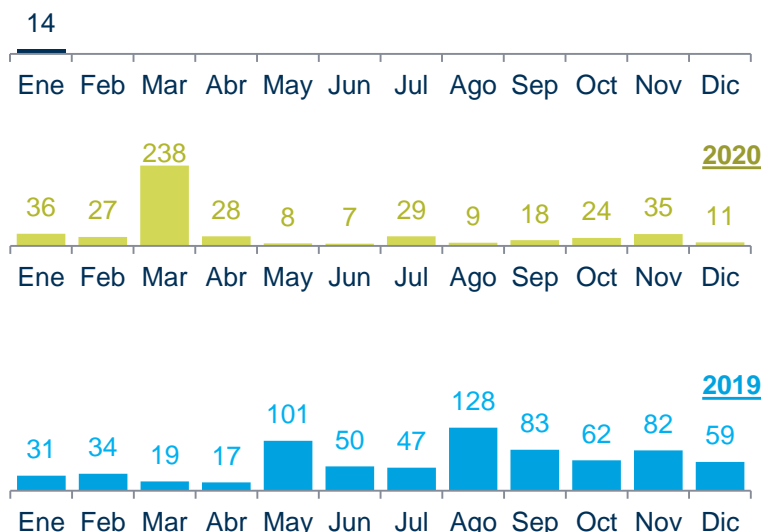 14
Ene Feb Mar Abr May Jun Jul Ago Sep Oct Nov Dic
2020
238
36 27 28 8 7 29 9 18 24 35 11
Ene Feb Mar Abr May Jun Jul Ago Sep Oct Nov Dic
2019
31 34 19 17 101 50 47 128 83 62 82 59
Ene Feb Mar Abr May Jun Jul Ago Sep Oct Nov Dic